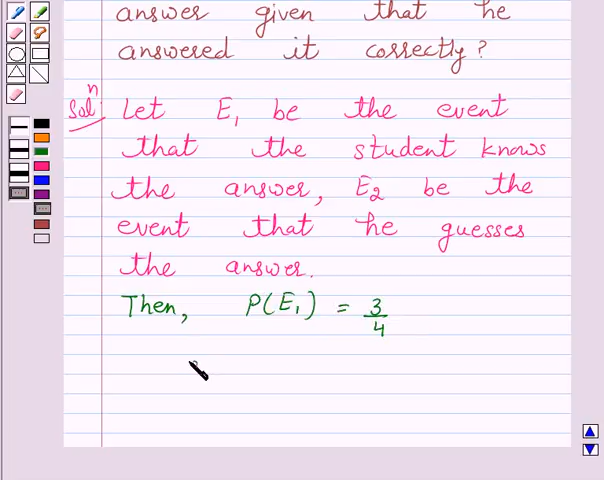 answer given that he
answered it correctly?
Solⁿ: Let E₁ be the event
that the student knows
the answer, E₂ be the
event that he guesses
the answer.
Then, P(E₁) = 3/4